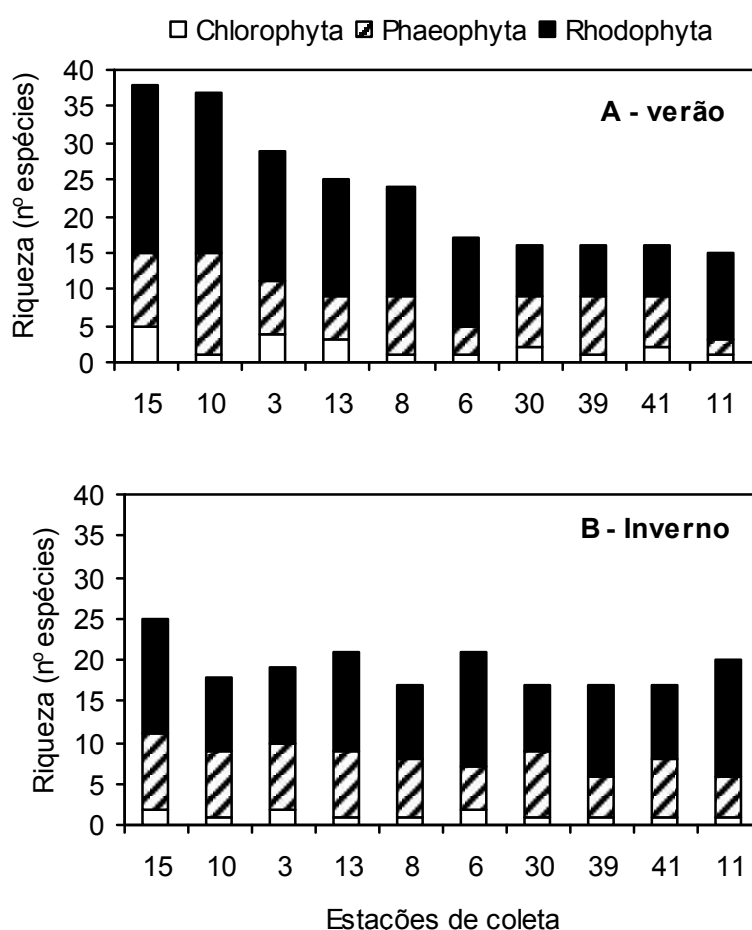 Chlorophyta Phaeophyta Rhodophyta
A - verão
Riqueza (nº espécies)
40
35
30
25
20
15
10
5
0
15 10 3 13 8 6 30 39 41 11
B - Inverno
Riqueza (nº espécies)
40
35
30
25
20
15
10
5
0
15 10 3 13 8 6 30 39 41 11
Estações de coleta